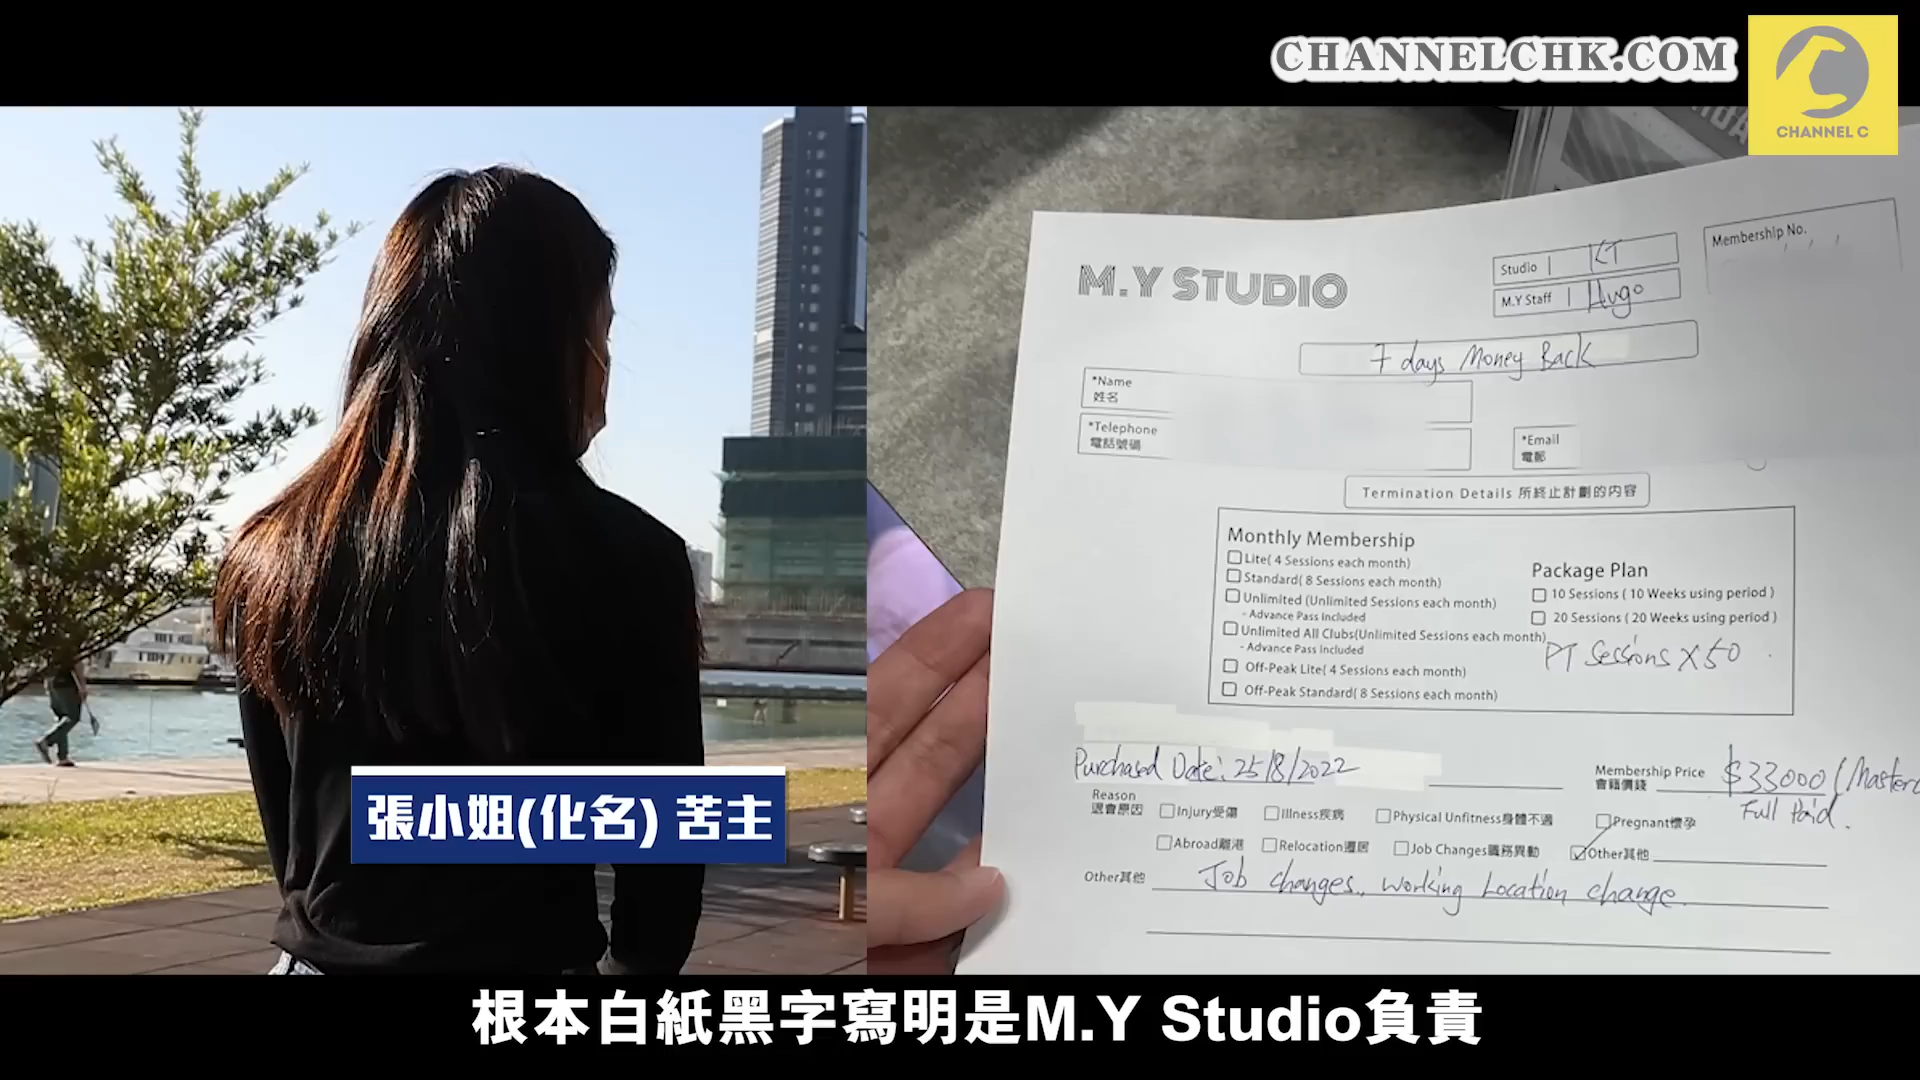 CHANNELCHK.COM
CHANNEL C
M.Y STUDIO
Studio | KT
M.Y Staff | Hugo
Membership No.
7 days Money Back
*Name
姓名
*Telephone
電話號碼
*Email
電郵
Termination Details 所終止計劃的內容
Monthly Membership
Lite( 4 Sessions each month)
Standard( 8 Sessions each month)
Unlimited (Unlimited Sessions each month)
- Advance Pass Included
Unlimited All Clubs(Unlimited Sessions each month)
- Advance Pass Included
Off-Peak Lite( 4 Sessions each month)
Off-Peak Standard( 8 Sessions each month)
Package Plan
10 Sessions ( 10 Weeks using period )
20 Sessions ( 20 Weeks using period )
PT Sessions X 50
Purchased Date: 25/8/2022
Membership Price
會籍價錢
$33000 (Masterc
Full Paid.
Reason
退會原因
Injury受傷 Illness疾病 Physical Unfitness身體不適 Pregnant懷孕
Abroad離港 Relocation遷居 Job Changes職務異動 Other其他
Other其他 Job changes, working Location change.
張小姐(化名) 苦主
根本白紙黑字寫明是M.Y Studio負責